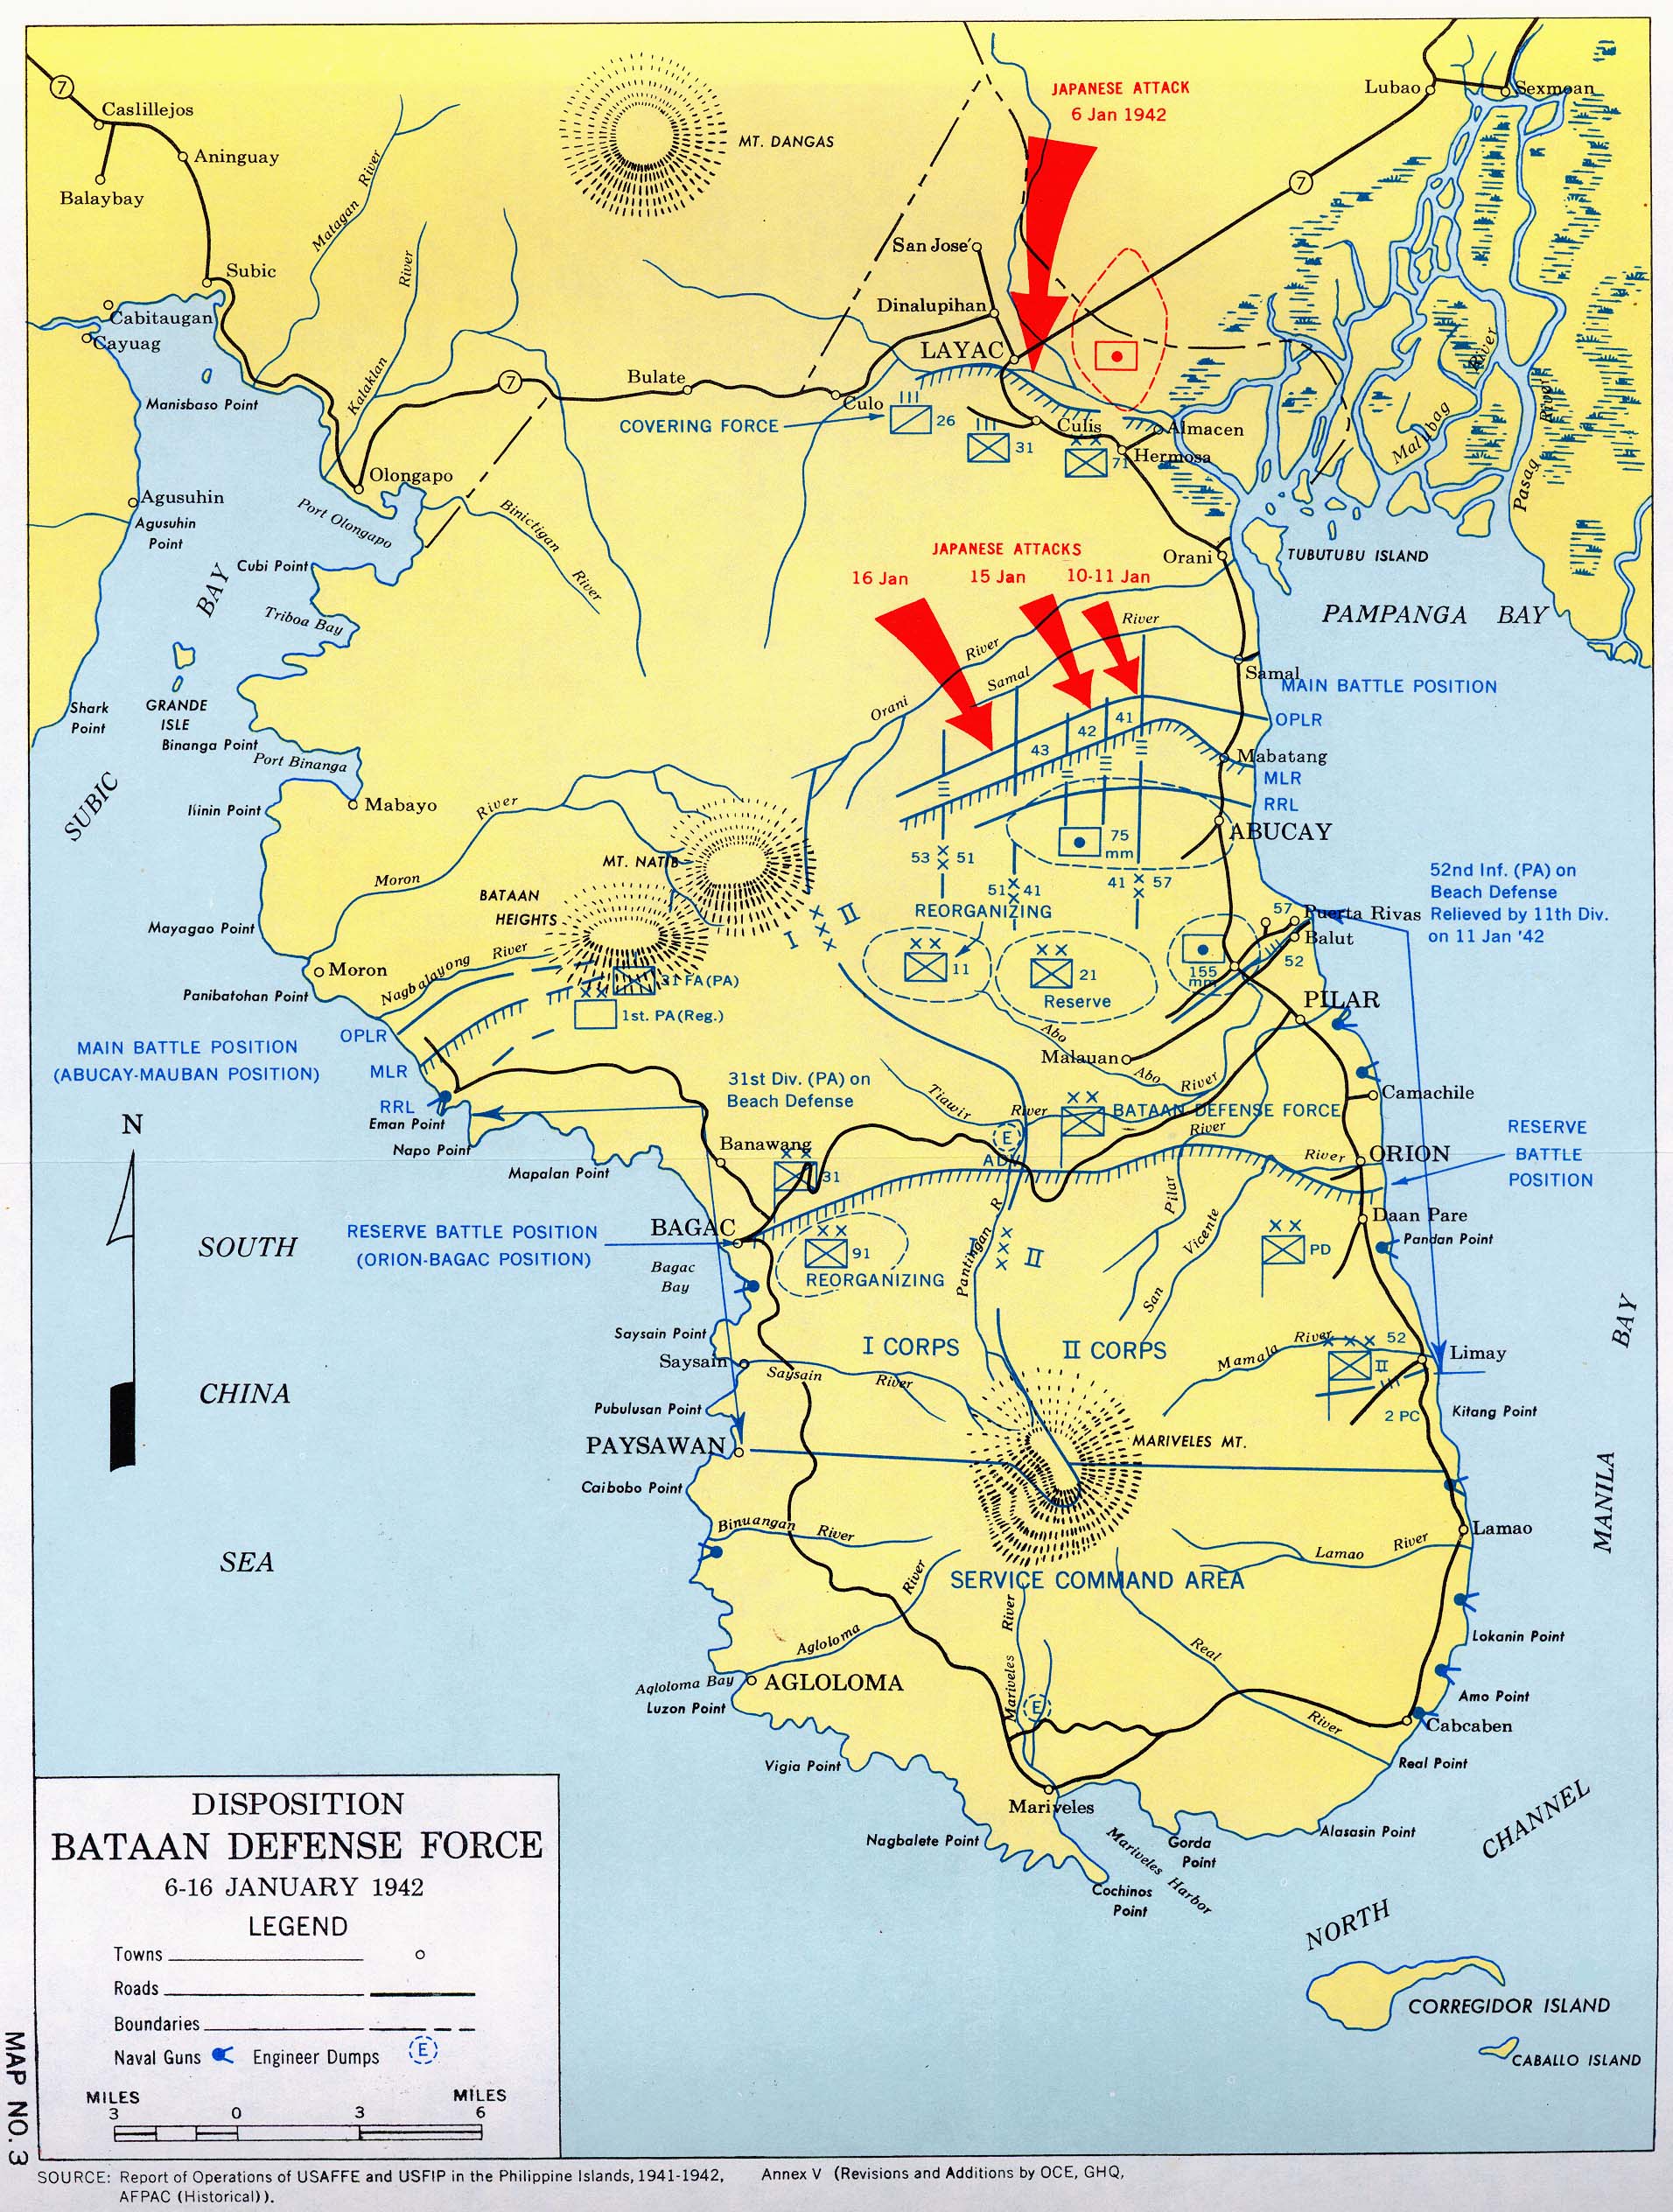 7
Caslillejos
Aninguay
Balaybay
Subic
Cabitaugan
Cayuag
Manisbaso Point
Matagan River
Kalaklan River
MT. DANGAS
JAPANESE ATTACK
6 Jan 1942
Lubao
Sexmoan
7
San José
Dinalupihan
LAYAC
Bulate
7
Culo
COVERING FORCE
26
31
71
Culis
Almacen
Hermosa
Malibag River
Pasag River
Olongapo
Port Olongapo
Binictigan River
Agusuhin
Agusuhin
Point
Cubi Point
Triboa Bay
SUBIC BAY
GRANDE
ISLE
Shark
Point
Binanga Point
Port Binanga
Ilinin Point
Mabayo
Orani
TUBUTUBU ISLAND
PAMPANGA BAY
JAPANESE ATTACKS
16 Jan
15 Jan
10-11 Jan
Orani River
Samal River
Samal
MAIN BATTLE POSITION
OPLR
43
42
41
Mabatang
MLR
RRL
ABUCAY
75
mm
53 51
51 41
41 57
Moron River
MT. NATIB
BATAAN
HEIGHTS
Mayagao Point
Moron
Panibatohan Point
Nagbalayong River
31 FA (PA)
1st. PA (Reg.)
I II
REORGANIZING
11
21
Reserve
155
mm
57
Puerta Rivas
Balut
52
PILAR
52nd Inf. (PA) on
Beach Defense
Relieved by 11th Div.
on 11 Jan '42
OPLR
MAIN BATTLE POSITION
(ABUCAY-MAUBAN POSITION)
MLR
RRL
Eman Point
Napo Point
Mapalan Point
31st Div. (PA) on
Beach Defense
Abo
Malauan
Abo River
Tiawir River
E
ADV
BATAAN DEFENSE FORCE
River
Camachile
River
ORION
RESERVE
BATTLE
POSITION
N
Banawang
31
BAGAC
RESERVE BATTLE POSITION
(ORION-BAGAC POSITION)
Bagac
Bay
91
REORGANIZING
Pantingan R
II
Pilar
San Vicente
PD
Daan Pare
Pandan Point
SOUTH
CHINA
SEA
Saysain Point
Saysain
Saysain River
I CORPS
II CORPS
Mamala River
52
II
2 PC
Limay
Kitang Point
MANILA BAY
Pubulusan Point
PAYSAWAN
Caibobo Point
MARIVELES MT.
Binuangan River
Lamao
Lamao River
SERVICE COMMAND AREA
Agloloma River
Agloloma Bay
AGLOLOMA
Luzon Point
Mariveles River
E
Real River
Lokanin Point
Amo Point
Cabcaben
Real Point
Vigia Point
Mariveles
Nagbalete Point
Mariveles Harbor
Gorda
Point
Cochinos
Point
Alasasin Point
NORTH CHANNEL
CORREGIDOR ISLAND
CABALLO ISLAND
DISPOSITION
BATAAN DEFENSE FORCE
6-16 JANUARY 1942
LEGEND
Towns
Roads
Boundaries
Naval Guns Engineer Dumps E
MILES MILES
3 0 3 6
MAP NO. 3
SOURCE: Report of Operations of USAFFE and USFIP in the Philippine Islands, 1941-1942, Annex V (Revisions and Additions by OCE, GHQ,
AFPAC (Historical)).